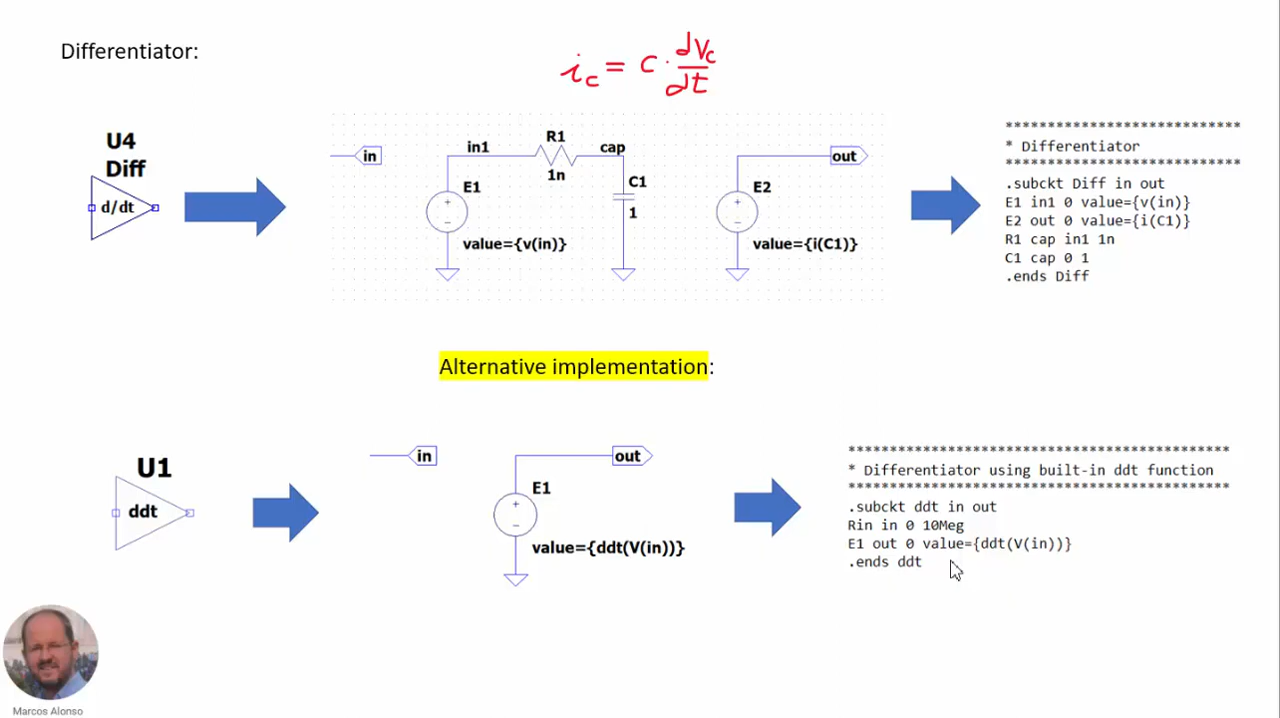 Differentiator:
i_c = C · dV_c/dt
U4
Diff
d/dt
in
in1
R1
1n
cap
E1
value={v(in)}
C1
1
out
E2
value={i(C1)}
*****************************
* Differentiator
*****************************
.subckt Diff in out
E1 in1 0 value={v(in)}
E2 out 0 value={i(C1)}
R1 cap in1 1n
C1 cap 0 1
.ends Diff
Alternative implementation:
U1
ddt
in
out
E1
value={ddt(V(in))}
**********************************************
* Differentiator using built-in ddt function
**********************************************
.subckt ddt in out
Rin in 0 10Meg
E1 out 0 value={ddt(V(in))}
.ends ddt
Marcos Alonso